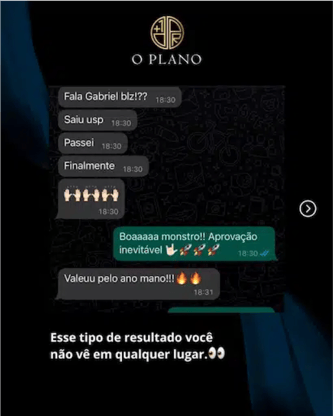 O PLANO
Fala Gabriel blz!?? 18:30
Saiu usp 18:30
Passei 18:30
Finalmente 18:30
🙌🏻🙌🏻🙌🏻🙌🏻
18:30
Boaaaaa monstro!! Aprovação
inevitável 🤘🏻🚀🚀🚀 18:30
Valeuu pelo ano mano!!!🔥🔥 18:31
Esse tipo de resultado você
não vê em qualquer lugar.👀